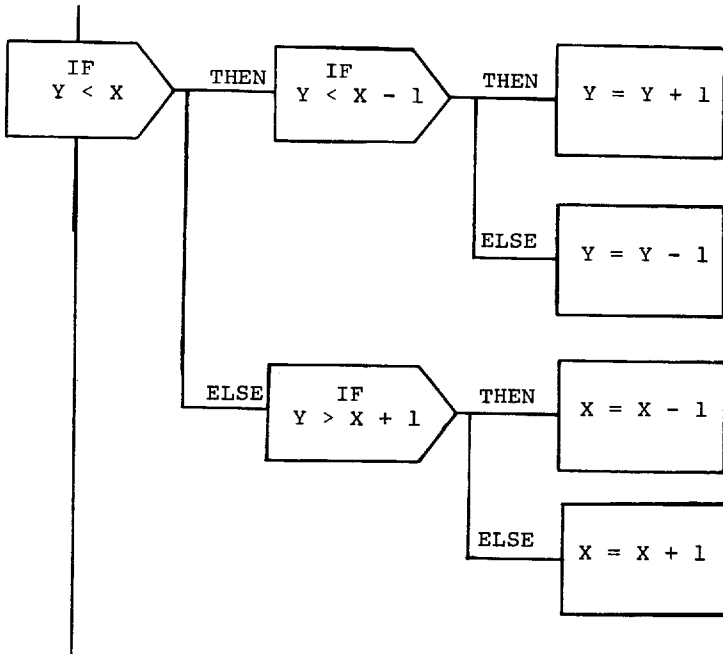 IF
Y < X
THEN
IF
Y < X - 1
THEN
Y = Y + 1
ELSE
Y = Y - 1
ELSE
IF
Y > X + 1
THEN
X = X - 1
ELSE
X = X + 1